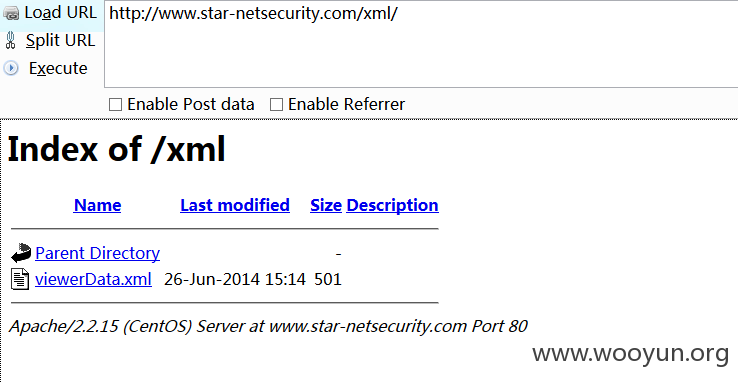 Load URL
http://www.star-netsecurity.com/xml/
Split URL
Execute
Enable Post data Enable Referrer
Index of /xml
Name Last modified Size Description
Parent Directory -
viewerData.xml 26-Jun-2014 15:14 501
Apache/2.2.15 (CentOS) Server at www.star-netsecurity.com Port 80
www.wooyun.org